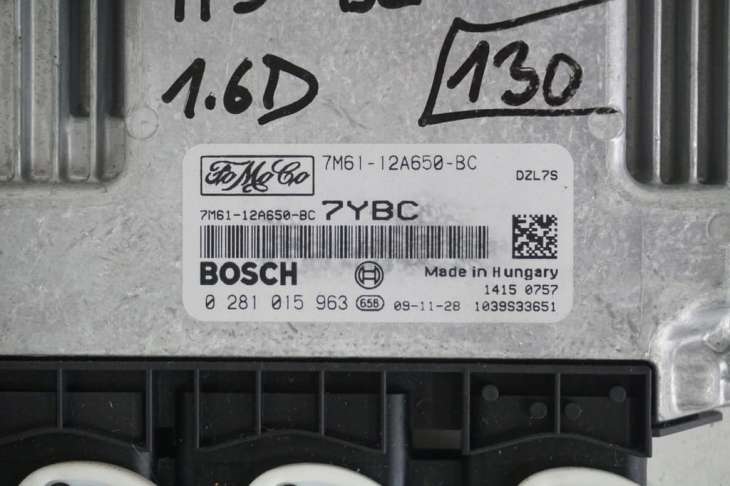 1.6D
130
FoMoCo
7M61-12A650-BC
DZL7S
7M61-12A650-BC 7YBC
BOSCH
Made in Hungary
1415 0757
0 281 015 963 656 09-11-28 1039S33651